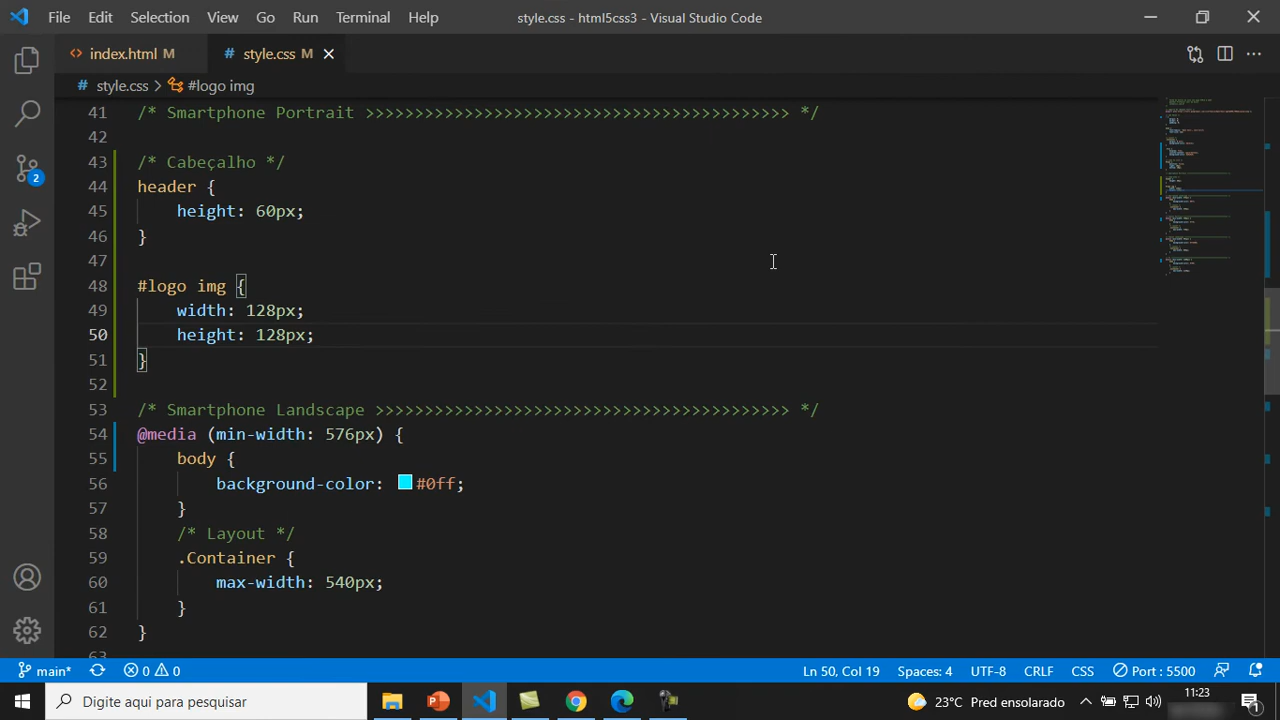 File Edit Selection View Go Run Terminal Help style.css - html5css3 - Visual Studio Code
index.html M # style.css M
# style.css > #logo img
41 /* Smartphone Portrait >>>>>>>>>>>>>>>>>>>>>>>>>>>>>>>>>>>>>>>>>>> */
42
43 /* Cabeçalho */
44 header {
45 height: 60px;
46 }
47
48 #logo img {
49 width: 128px;
50 height: 128px;
51 }
52
53 /* Smartphone Landscape >>>>>>>>>>>>>>>>>>>>>>>>>>>>>>>>>>>>>>>>>> */
54 @media (min-width: 576px) {
55 body {
56 background-color: #0ff;
57 }
58 /* Layout */
59 .Container {
60 max-width: 540px;
61 }
62 }
2
main* 0 0 Ln 50, Col 19 Spaces: 4 UTF-8 CRLF CSS Port : 5500
Digite aqui para pesquisar 23°C Pred ensolarado 11:23 1